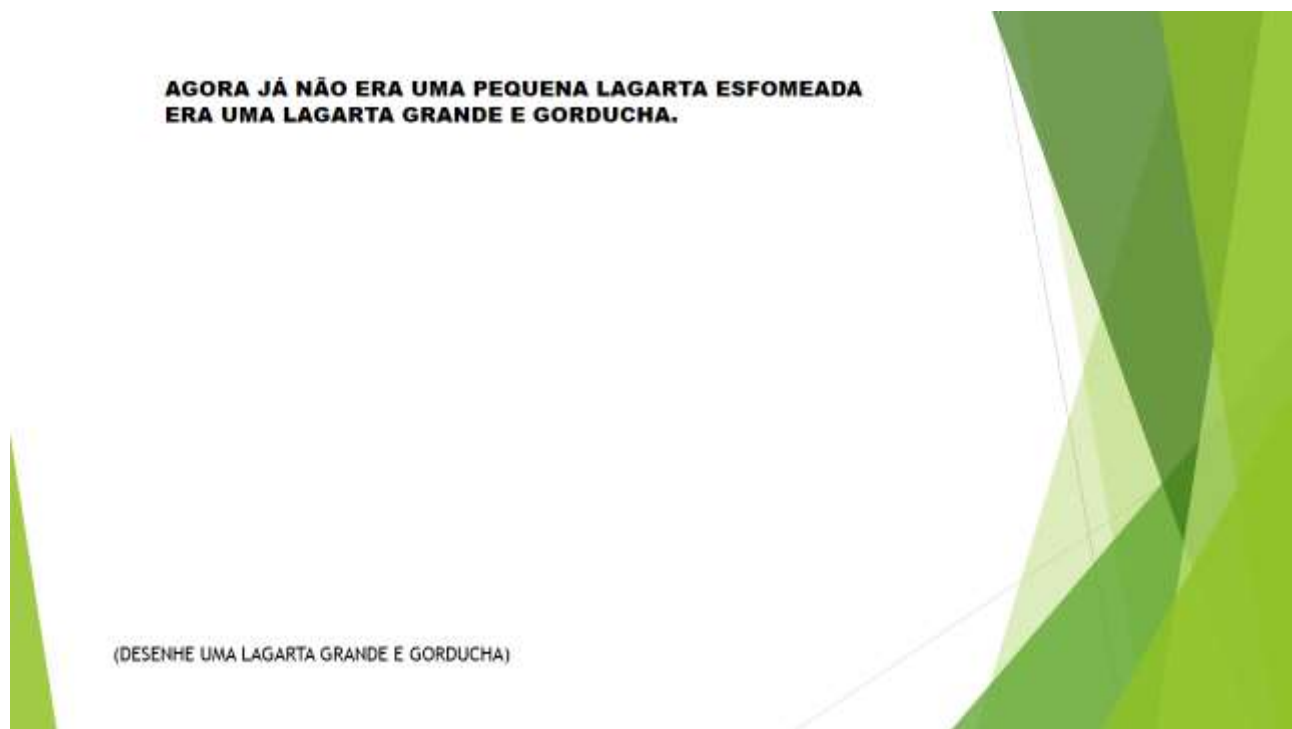 AGORA JÁ NÃO ERA UMA PEQUENA LAGARTA ESFOMEADA
ERA UMA LAGARTA GRANDE E GORDUCHA.
(DESENHE UMA LAGARTA GRANDE E GORDUCHA)